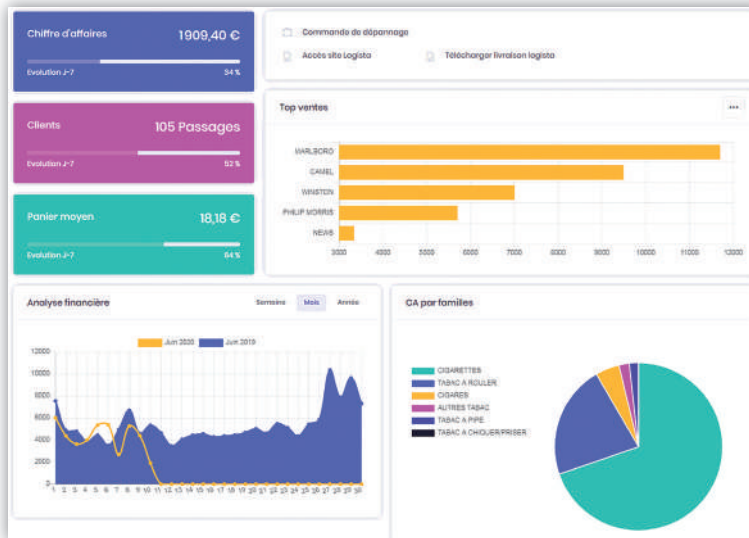 Chiffre d'affaires 1 909,40 €
Evolution J-7 34 %
Clients 105 Passages
Evolution J-7 52 %
Panier moyen 18,18 €
Evolution J-7 64 %
Commande de dépannage
Accès site Logista Télécharger livraison logista
Top ventes
MARLBORO
CAMEL
WINSTON
PHILIP MORRIS
NEWS
3000 4000 5000 6000 7000 8000 9000 10000 11000 12000
Analyse financière Semaine Mois Année
Jun 2020 Jun 2019
12000
10000
8000
6000
4000
2000
0
1 2 3 4 5 6 7 8 9 10 11 12 13 14 15 16 17 18 19 20 21 22 23 24 25 26 27 28 29 30
CA par familles
CIGARETTES
TABAC A ROULER
CIGARES
AUTRES TABAC
TABAC A PIPE
TABAC A CHIQUER/PRISER